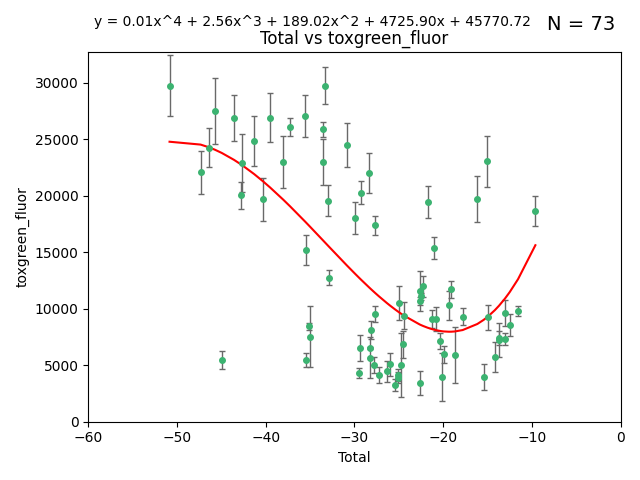 y = 0.01x^4 + 2.56x^3 + 189.02x^2 + 4725.90x + 45770.72 N = 73
Total vs toxgreen_fluor
30000
25000
20000
15000
10000
5000
0
toxgreen_fluor
−60 −50 −40 −30 −20 −10 0
Total